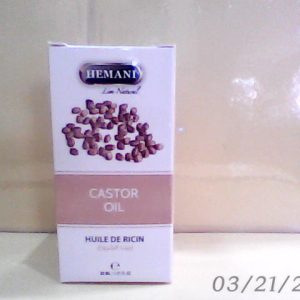 HEMANI
Live Natural
CASTOR
OIL
HUILE DE RICIN
03/21/2